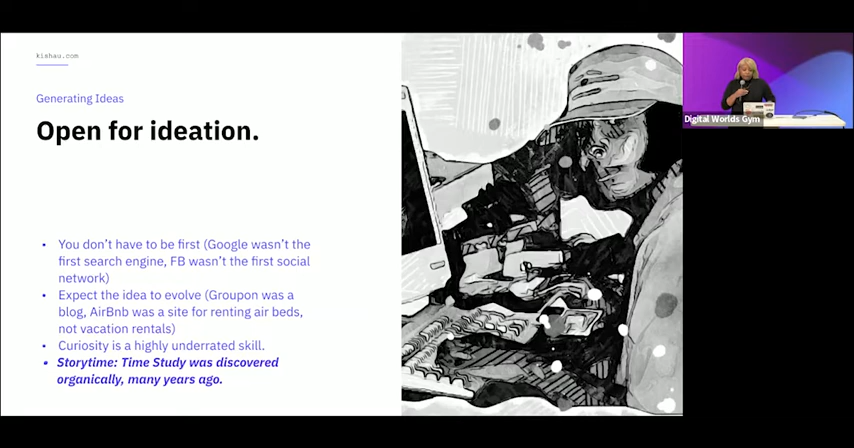 kishau.com
Generating Ideas
Open for ideation.
• You don't have to be first (Google wasn't the
first search engine, FB wasn't the first social
network)
• Expect the idea to evolve (Groupon was a
blog, AirBnb was a site for renting air beds,
not vacation rentals)
• Curiosity is a highly underrated skill.
• Storytime: Time Study was discovered
organically, many years ago.
Digital Worlds Gym